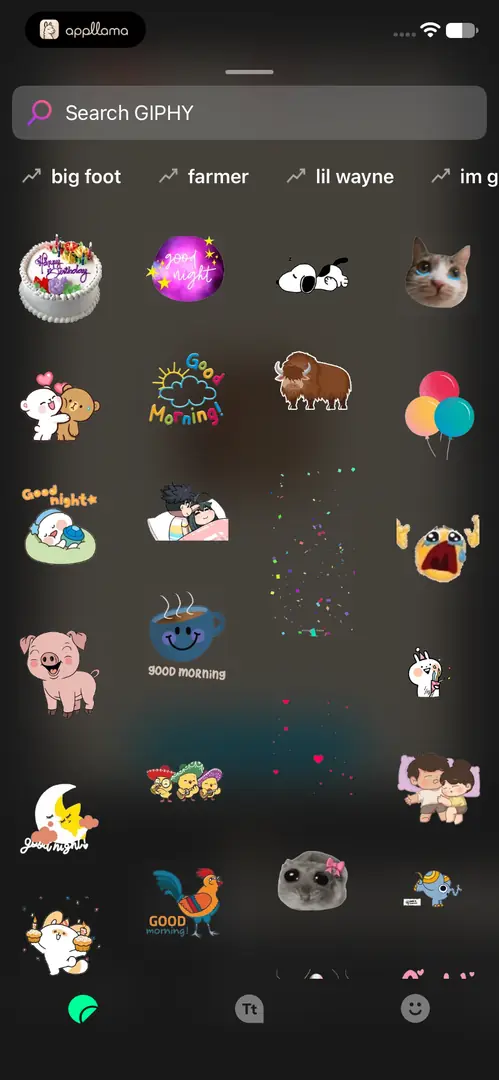 appllama
Search GIPHY
big foot
farmer
lil wayne
im g
Happy
Birthday
good
night
Good
Morning!
Good
night
GOOD MORNING
good night
GOOD
morning!
Tt